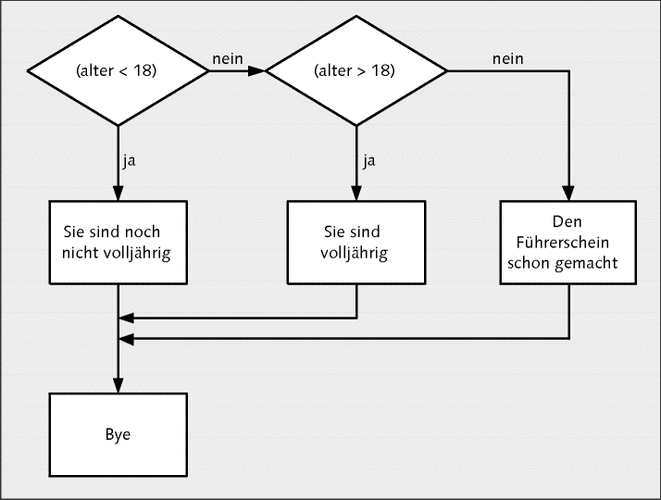 (alter < 18)
nein
(alter > 18)
nein
ja
ja
Sie sind noch
nicht volljährig
Sie sind
volljährig
Den
Führerschein
schon gemacht
Bye